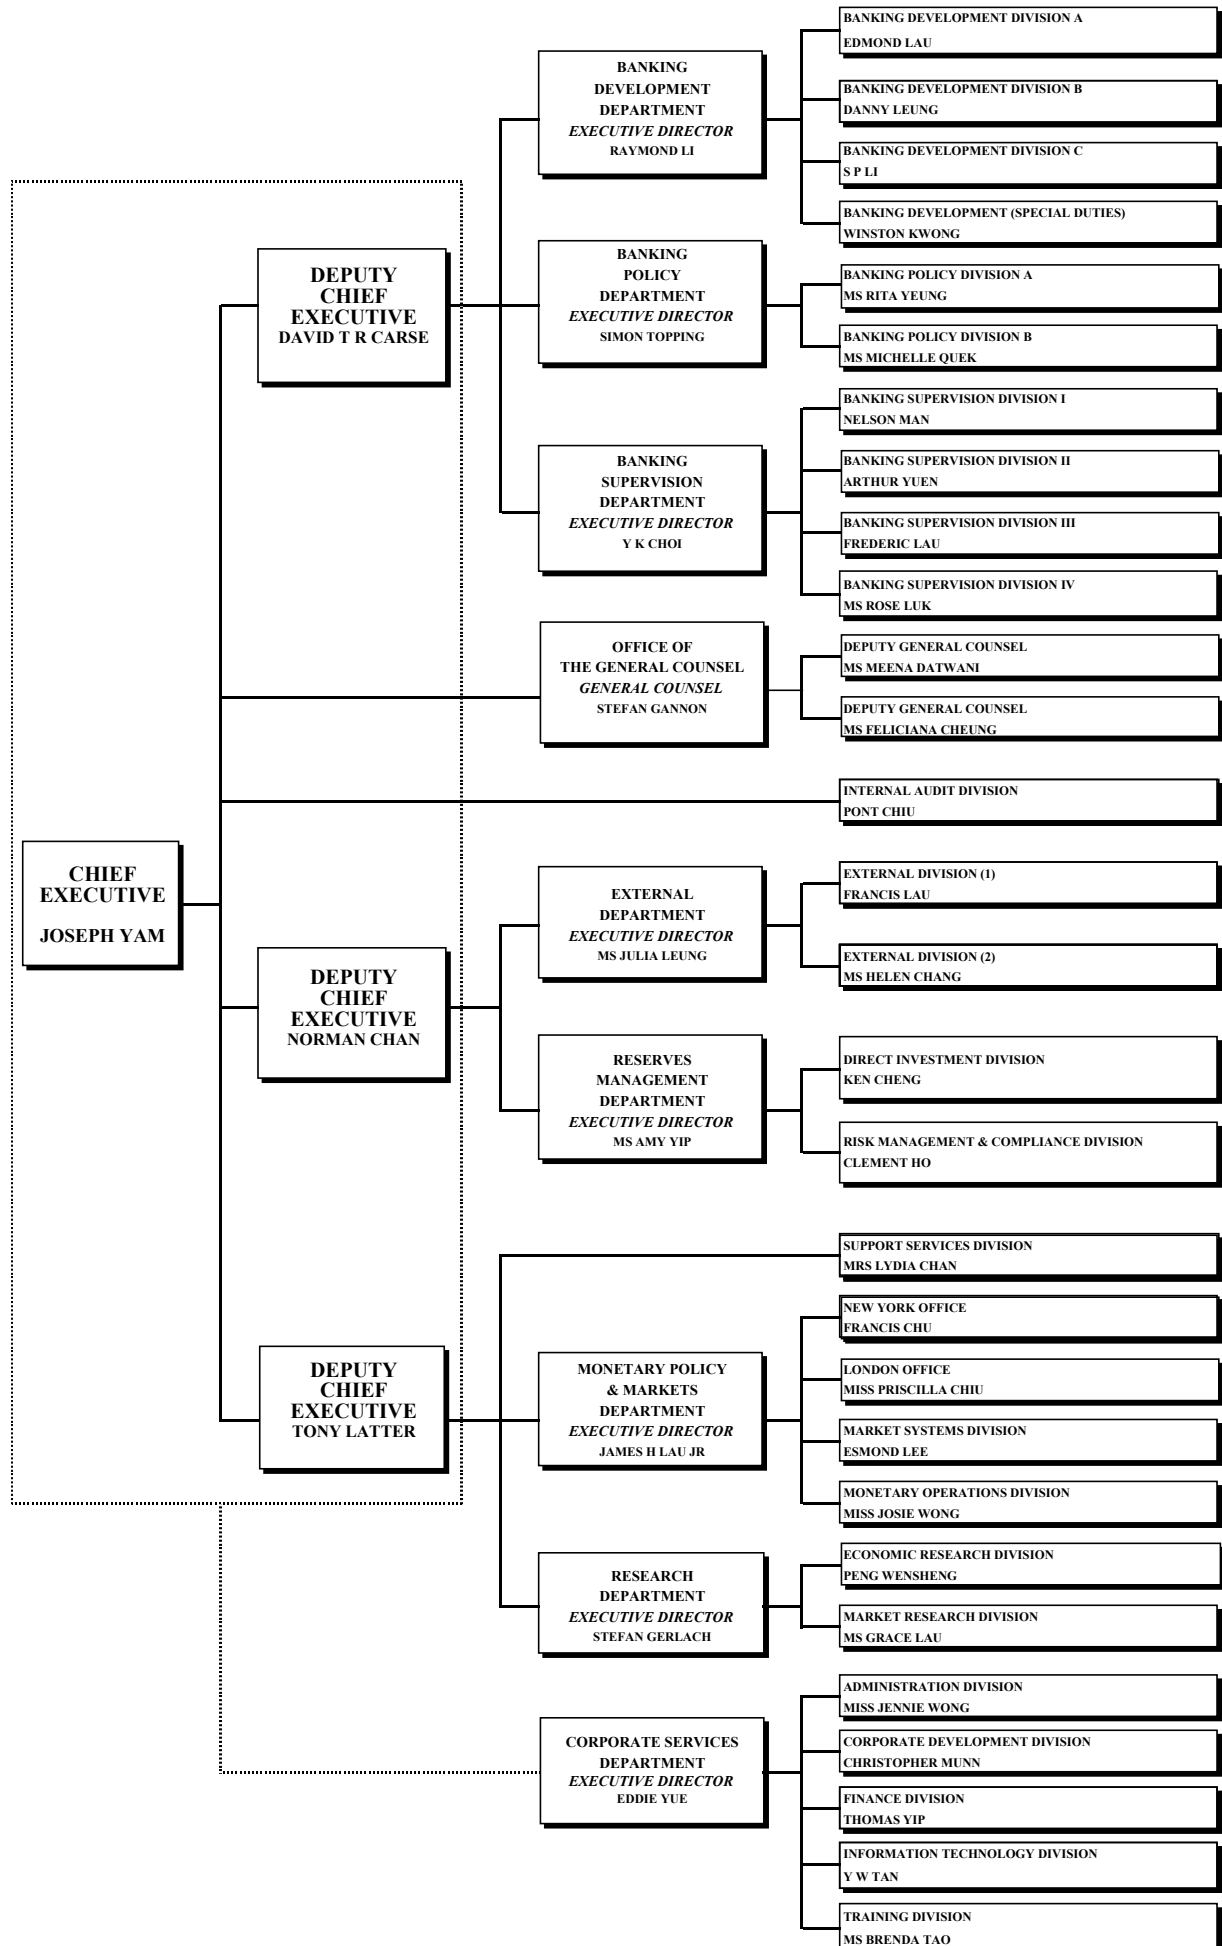 CHIEF
EXECUTIVE
JOSEPH YAM
DEPUTY
CHIEF
EXECUTIVE
DAVID T R CARSE
BANKING
DEVELOPMENT
DEPARTMENT
EXECUTIVE DIRECTOR
RAYMOND LI
BANKING DEVELOPMENT DIVISION A
EDMOND LAU
BANKING DEVELOPMENT DIVISION B
DANNY LEUNG
BANKING DEVELOPMENT DIVISION C
S P LI
BANKING DEVELOPMENT (SPECIAL DUTIES)
WINSTON KWONG
BANKING
POLICY
DEPARTMENT
EXECUTIVE DIRECTOR
SIMON TOPPING
BANKING POLICY DIVISION A
MS RITA YEUNG
BANKING POLICY DIVISION B
MS MICHELLE QUEK
BANKING
SUPERVISION
DEPARTMENT
EXECUTIVE DIRECTOR
Y K CHOI
BANKING SUPERVISION DIVISION I
NELSON MAN
BANKING SUPERVISION DIVISION II
ARTHUR YUEN
BANKING SUPERVISION DIVISION III
FREDERIC LAU
BANKING SUPERVISION DIVISION IV
MS ROSE LUK
OFFICE OF
THE GENERAL COUNSEL
GENERAL COUNSEL
STEFAN GANNON
DEPUTY GENERAL COUNSEL
MS MEENA DATWANI
DEPUTY GENERAL COUNSEL
MS FELICIANA CHEUNG
INTERNAL AUDIT DIVISION
PONT CHIU
DEPUTY
CHIEF
EXECUTIVE
NORMAN CHAN
EXTERNAL
DEPARTMENT
EXECUTIVE DIRECTOR
MS JULIA LEUNG
EXTERNAL DIVISION (1)
FRANCIS LAU
EXTERNAL DIVISION (2)
MS HELEN CHANG
RESERVES
MANAGEMENT
DEPARTMENT
EXECUTIVE DIRECTOR
MS AMY YIP
DIRECT INVESTMENT DIVISION
KEN CHENG
RISK MANAGEMENT & COMPLIANCE DIVISION
CLEMENT HO
DEPUTY
CHIEF
EXECUTIVE
TONY LATTER
SUPPORT SERVICES DIVISION
MRS LYDIA CHAN
MONETARY POLICY
& MARKETS
DEPARTMENT
EXECUTIVE DIRECTOR
JAMES H LAU JR
NEW YORK OFFICE
FRANCIS CHU
LONDON OFFICE
MISS PRISCILLA CHIU
MARKET SYSTEMS DIVISION
ESMOND LEE
MONETARY OPERATIONS DIVISION
MISS JOSIE WONG
RESEARCH
DEPARTMENT
EXECUTIVE DIRECTOR
STEFAN GERLACH
ECONOMIC RESEARCH DIVISION
PENG WENSHENG
MARKET RESEARCH DIVISION
MS GRACE LAU
CORPORATE SERVICES
DEPARTMENT
EXECUTIVE DIRECTOR
EDDIE YUE
ADMINISTRATION DIVISION
MISS JENNIE WONG
CORPORATE DEVELOPMENT DIVISION
CHRISTOPHER MUNN
FINANCE DIVISION
THOMAS YIP
INFORMATION TECHNOLOGY DIVISION
Y W TAN
TRAINING DIVISION
MS BRENDA TAO